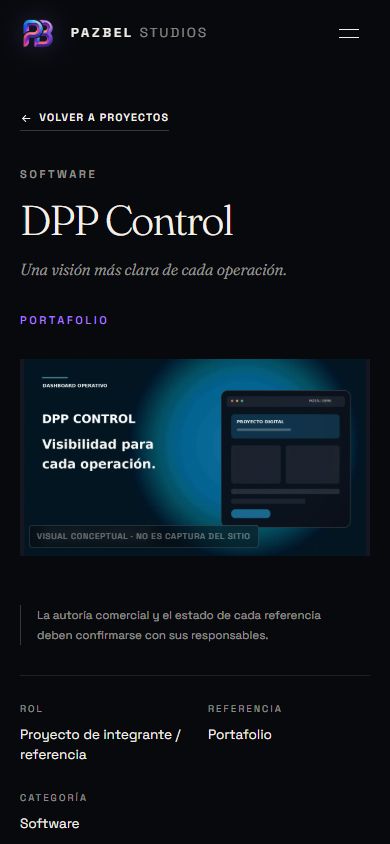 PAZBEL STUDIOS
← VOLVER A PROYECTOS
SOFTWARE
DPP Control
Una visión más clara de cada operación.
PORTAFOLIO
DASHBOARD OPERATIVO
DPP CONTROL
Visibilidad para
cada operación.
PROYECTO DIGITAL
VISUAL CONCEPTUAL · NO ES CAPTURA DEL SITIO
La autoría comercial y el estado de cada referencia
deben confirmarse con sus responsables.
ROL
Proyecto de integrante /
referencia
REFERENCIA
Portafolio
CATEGORÍA
Software